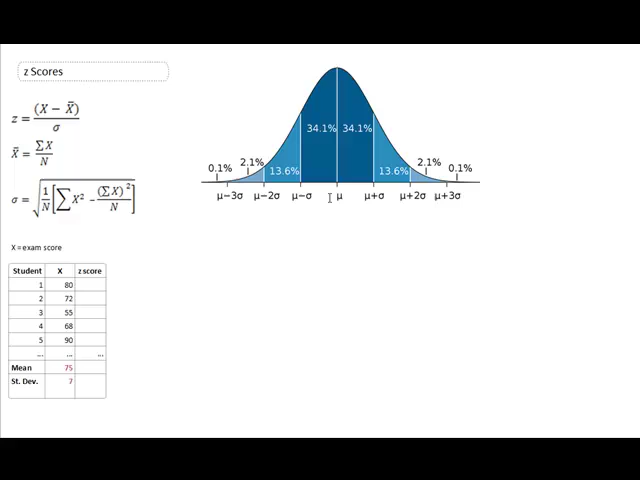 z Scores
z = (X − X̄) / σ
X̄ = ΣX / N
σ = √(1/N [∑X² − (∑X)² / N])
34.1% 34.1%
0.1% 2.1% 13.6% 13.6% 2.1% 0.1%
μ−3σ μ−2σ μ−σ μ μ+σ μ+2σ μ+3σ
X = exam score
Student X z score
1 80
2 72
3 55
4 68
5 90
... ... ...
Mean 75
St. Dev. 7